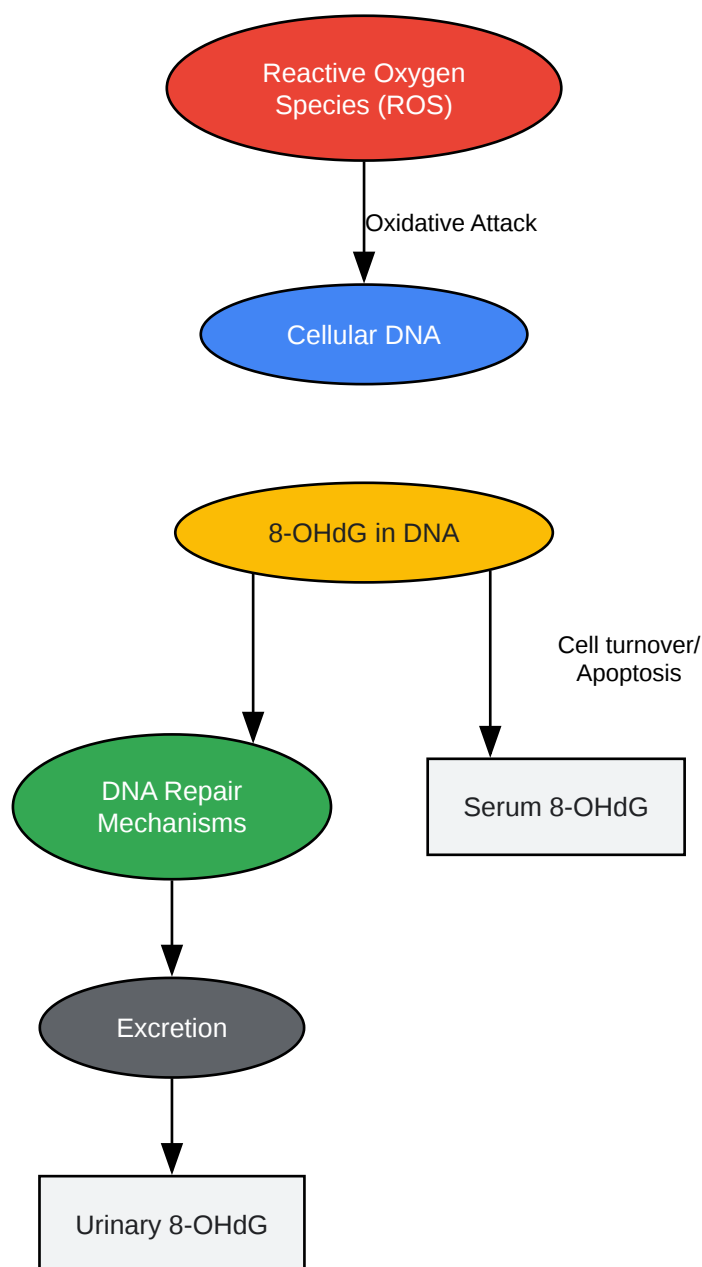 Reactive Oxygen
Species (ROS)
Oxidative Attack
Cellular DNA
8-OHdG in DNA
Cell turnover/
Apoptosis
DNA Repair
Mechanisms
Serum 8-OHdG
Excretion
Urinary 8-OHdG